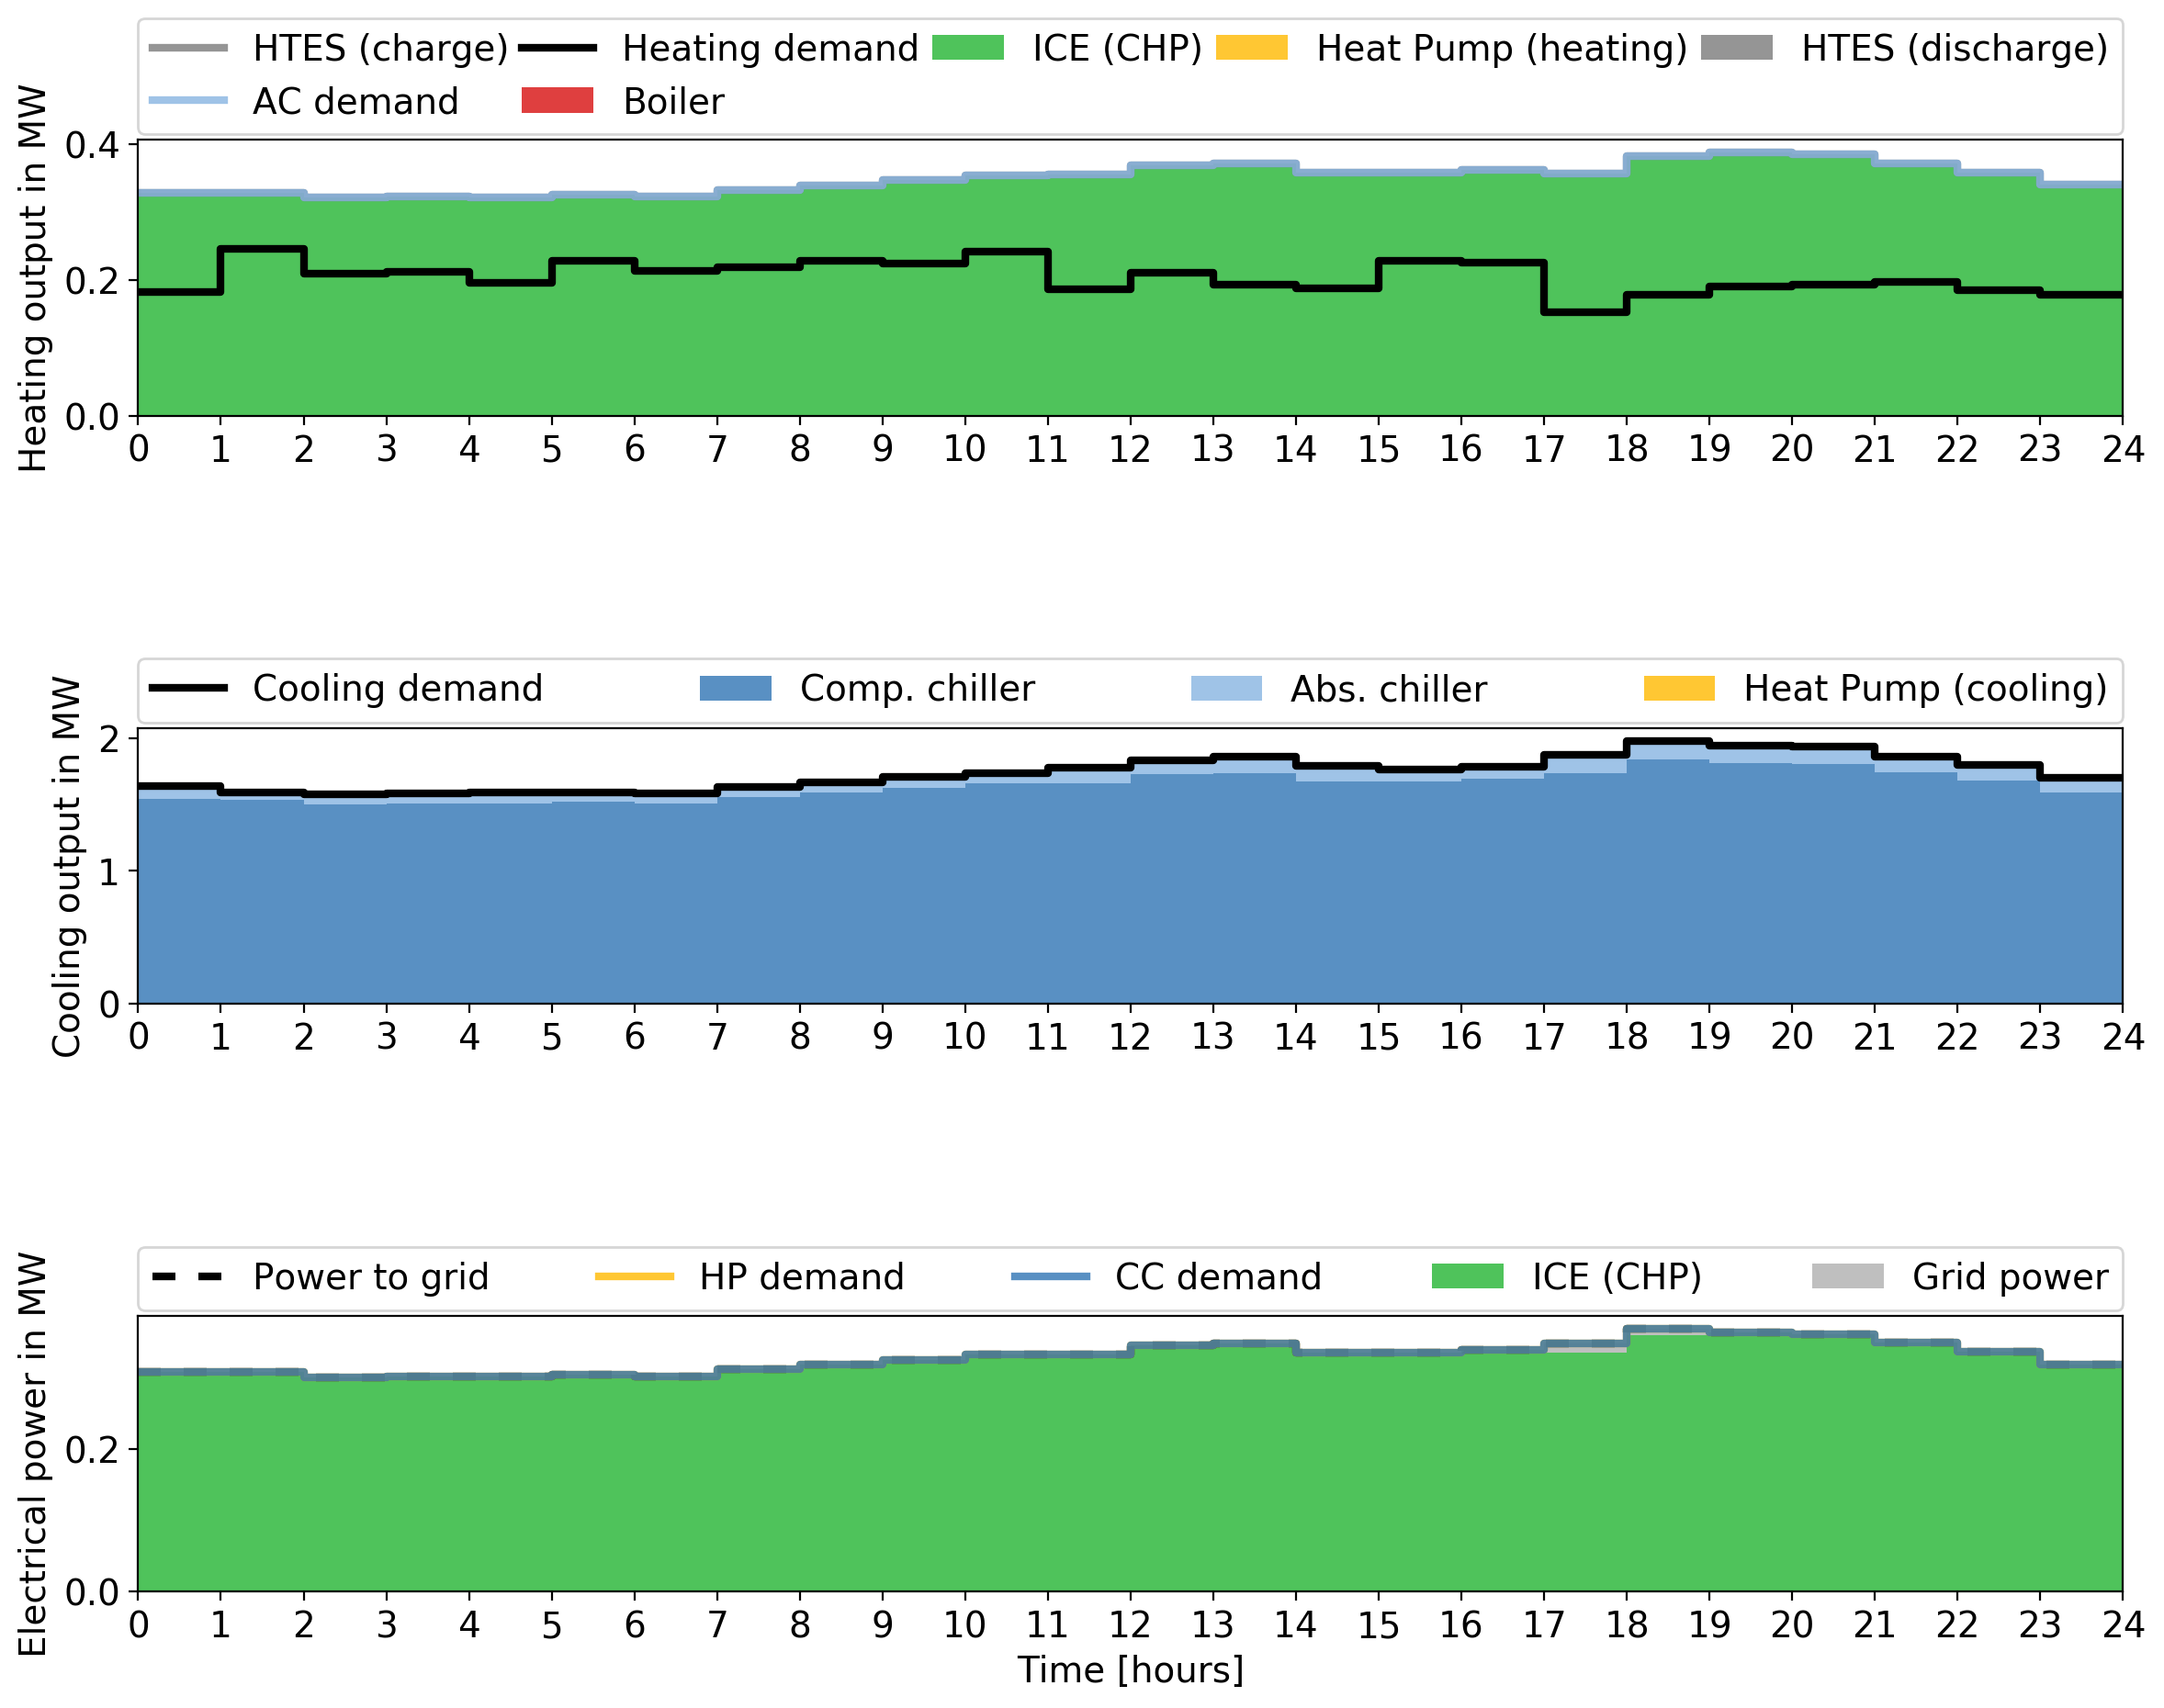 HTES (charge) Heating demand ICE (CHP) Heat Pump (heating) HTES (discharge)
AC demand Boiler
Heating output in MW
0.4
0.2
0.0
0 1 2 3 4 5 6 7 8 9 10 11 12 13 14 15 16 17 18 19 20 21 22 23 24
Cooling demand Comp. chiller Abs. chiller Heat Pump (cooling)
Cooling output in MW
2
1
0
0 1 2 3 4 5 6 7 8 9 10 11 12 13 14 15 16 17 18 19 20 21 22 23 24
Power to grid HP demand CC demand ICE (CHP) Grid power
Electrical power in MW
0.2
0.0
0 1 2 3 4 5 6 7 8 9 10 11 12 13 14 15 16 17 18 19 20 21 22 23 24
Time [hours]